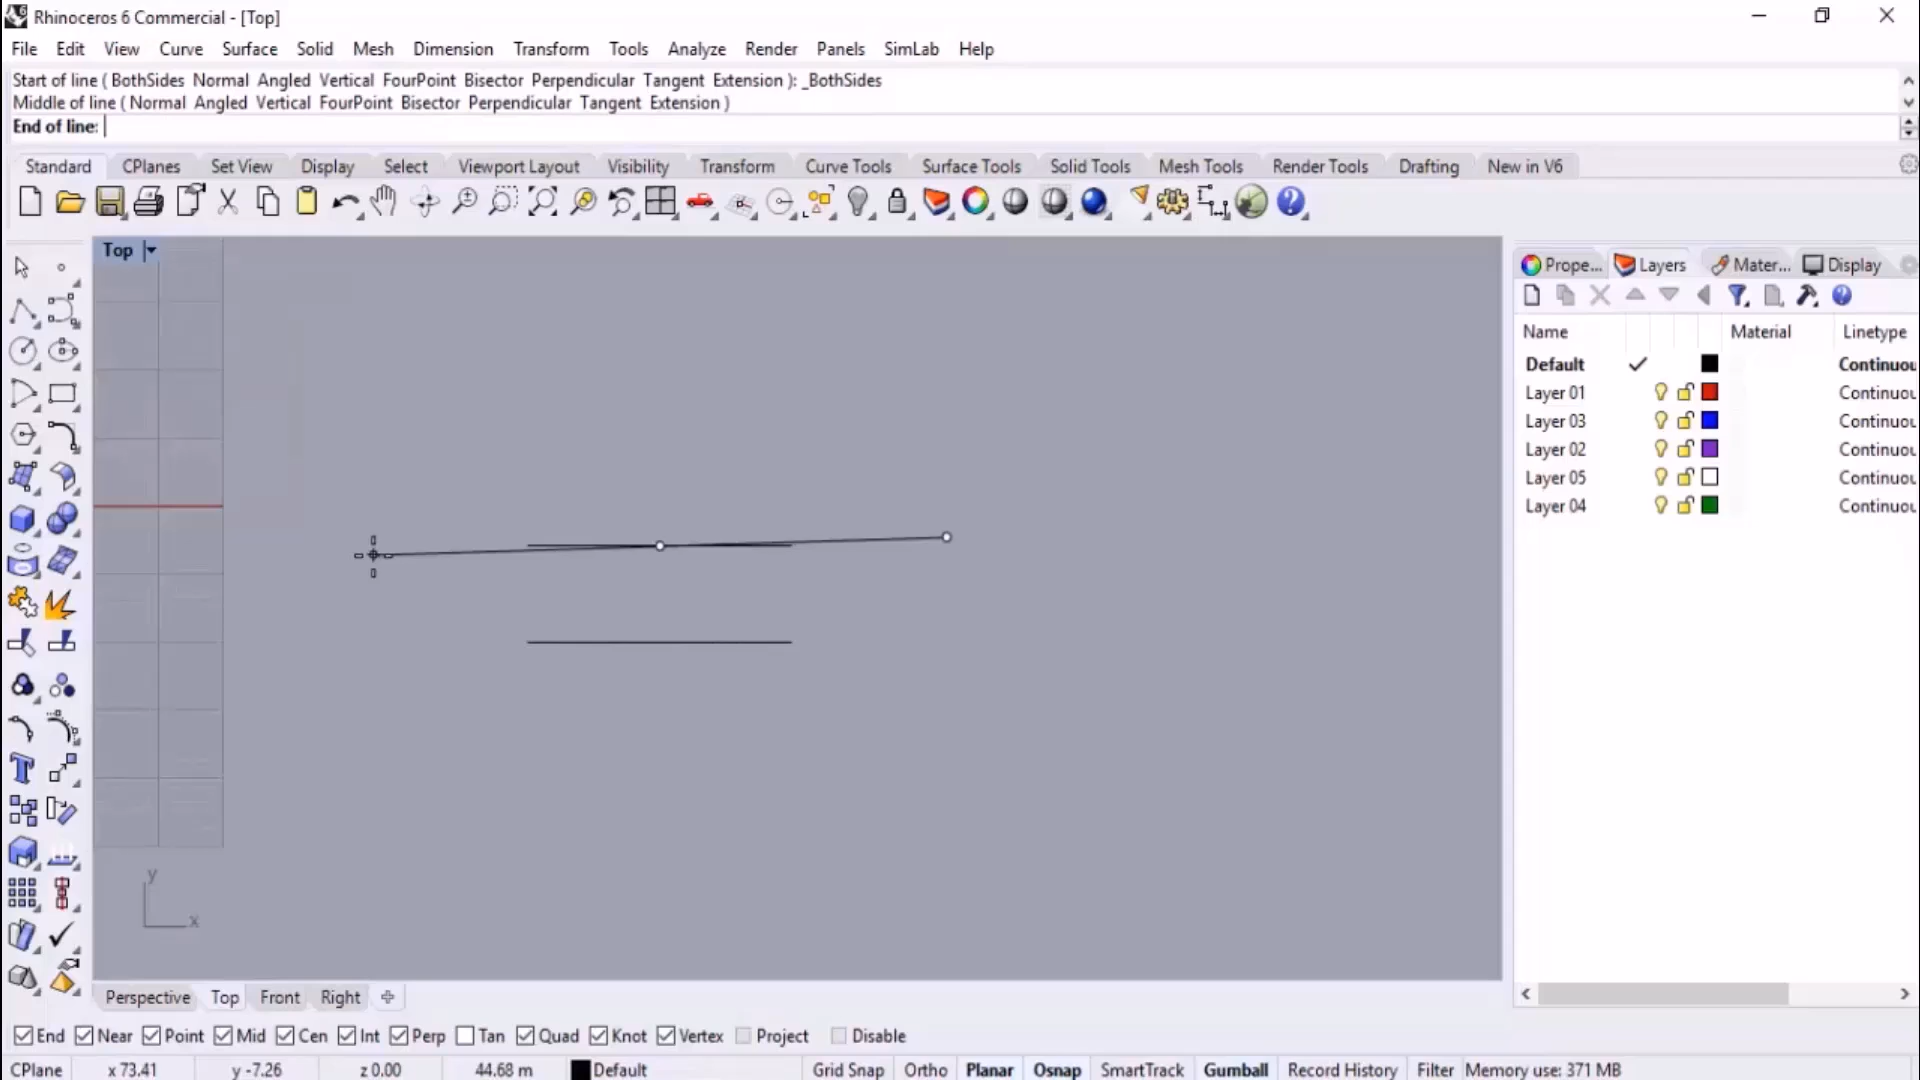 Rhinoceros 6 Commercial - [Top]
File Edit View Curve Surface Solid Mesh Dimension Transform Tools Analyze Render Panels SimLab Help
Start of line ( BothSides Normal Angled Vertical FourPoint Bisector Perpendicular Tangent Extension ): _BothSides
Middle of line ( Normal Angled Vertical FourPoint Bisector Perpendicular Tangent Extension )
End of line:
Standard CPlanes Set View Display Select Viewport Layout Visibility Transform Curve Tools Surface Tools Solid Tools Mesh Tools Render Tools Drafting New in V6
Top
Prope... Layers Mater... Display
Name Material Linetype
Default Continuou
Layer 01 Continuou
Layer 03 Continuou
Layer 02 Continuou
Layer 05 Continuou
Layer 04 Continuou
y
x
Perspective Top Front Right
End Near Point Mid Cen Int Perp Tan Quad Knot Vertex Project Disable
CPlane x 73.41 y -7.26 z 0.00 44.68 m Default Grid Snap Ortho Planar Osnap SmartTrack Gumball Record History Filter Memory use: 371 MB